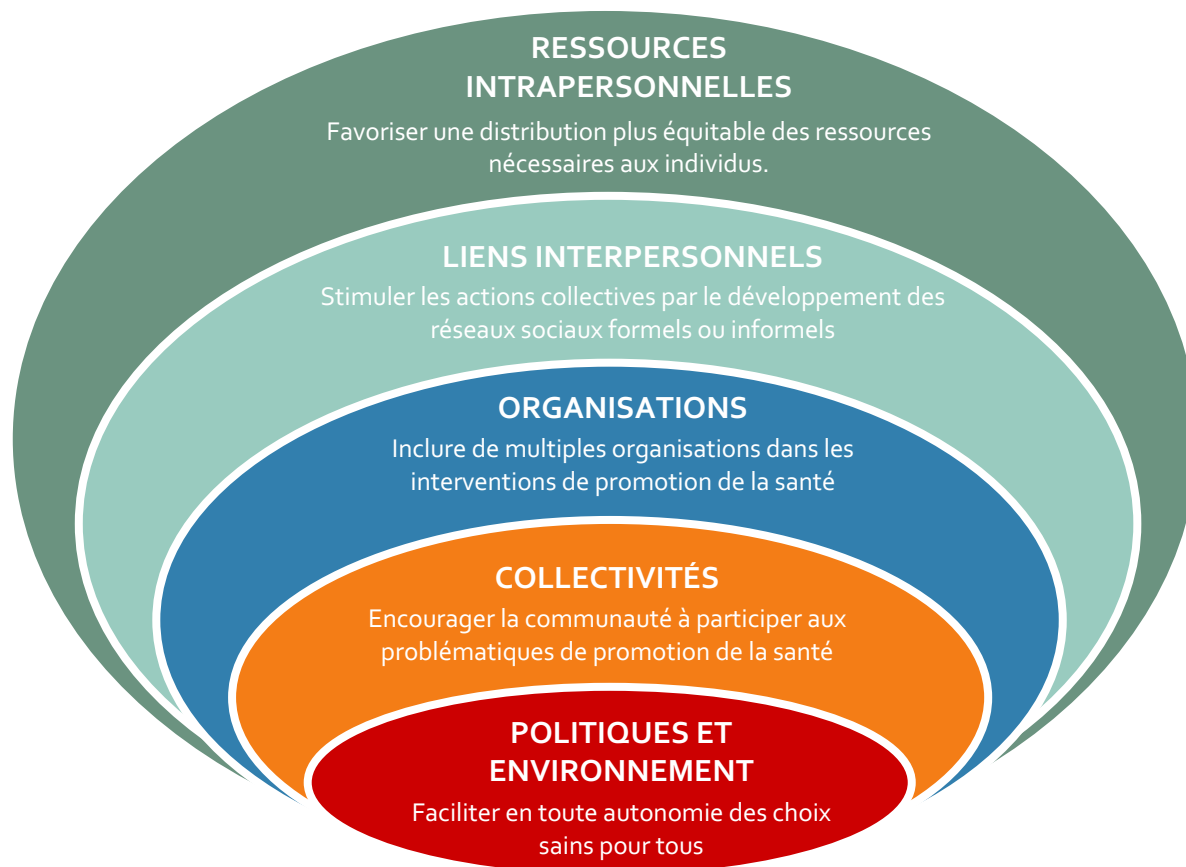 RESSOURCES
INTRAPERSONNELLES
Favoriser une distribution plus équitable des ressources
nécessaires aux individus.
LIENS INTERPERSONNELS
Stimuler les actions collectives par le développement des
réseaux sociaux formels ou informels
ORGANISATIONS
Inclure de multiples organisations dans les
interventions de promotion de la santé
COLLECTIVITÉS
Encourager la communauté à participer aux
problématiques de promotion de la santé
POLITIQUES ET
ENVIRONNEMENT
Faciliter en toute autonomie des choix
sains pour tous